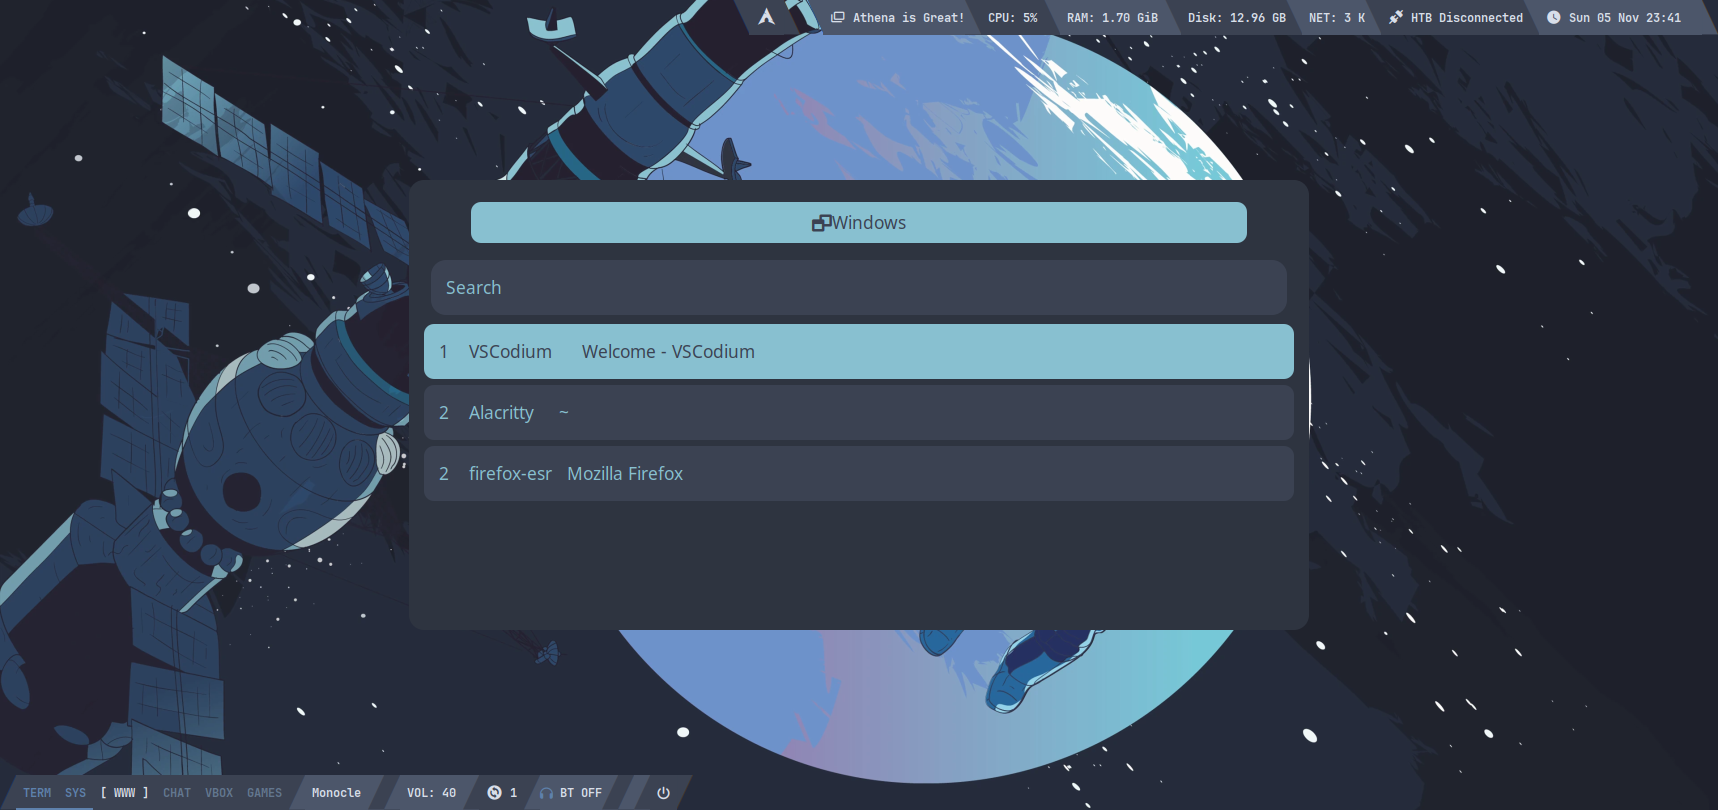 Athena is Great! CPU: 5% RAM: 1.70 GiB Disk: 12.96 GB NET: 3 K HTB Disconnected Sun 05 Nov 23:41
Windows
Search
1 VSCodium Welcome - VSCodium
2 Alacritty ~
2 firefox-esr Mozilla Firefox
TERM SYS [ WWW ] CHAT VBOX GAMES Monocle VOL: 40 1 BT OFF